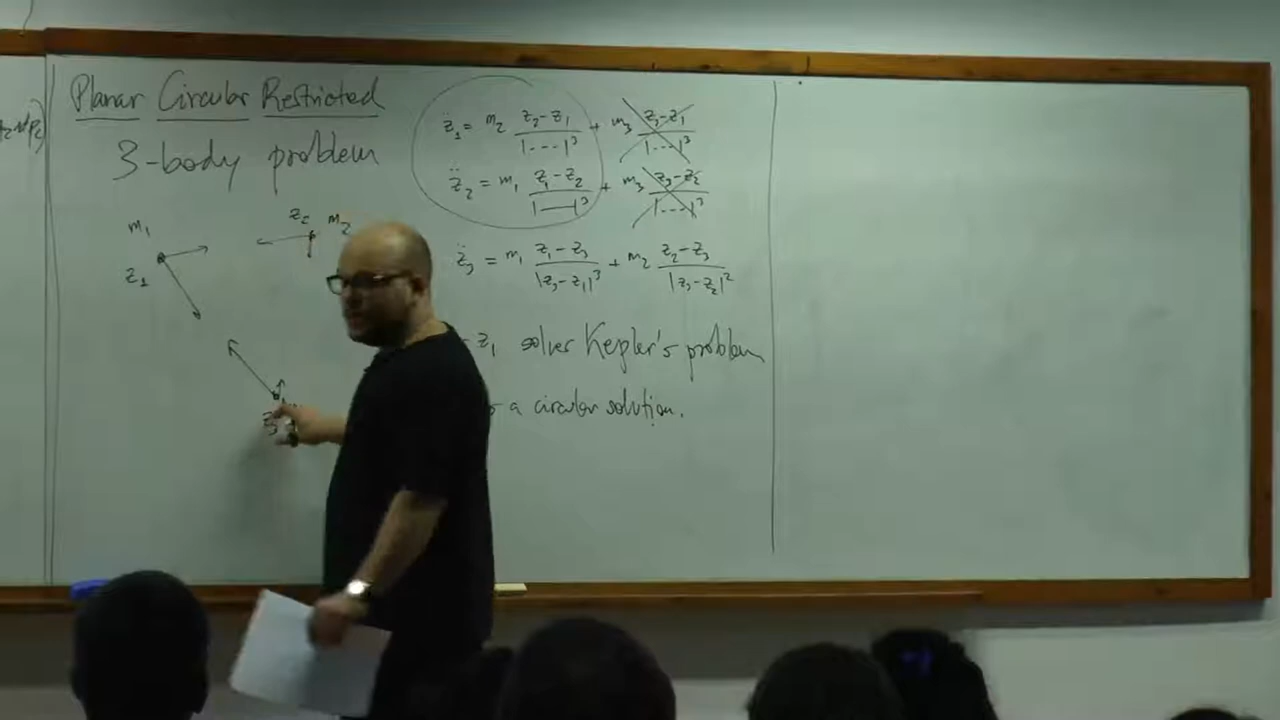 Planar Circular Restricted
3-body problem
z̈₁ = m₂ (z₂-z₁)/|---|³ + m₃ (z₃-z₁)/|---|³
z̈₂ = m₁ (z₁-z₂)/|—|³ + m₃ (z₃-z₂)/|---|³
z̈₃ = m₁ (z₁-z₃)/|z₃-z₁|³ + m₂ (z₂-z₃)/|z₃-z₂|²
m₁
z₂ m₂
z₁
- z₁ solves Kepler's problem
a circular solution.
z₃